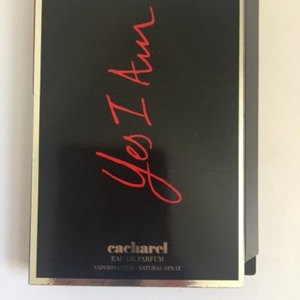 Yes I Am
cacharel
EAU DE PARFUM
VAPORISATEUR - NATURAL SPRAY